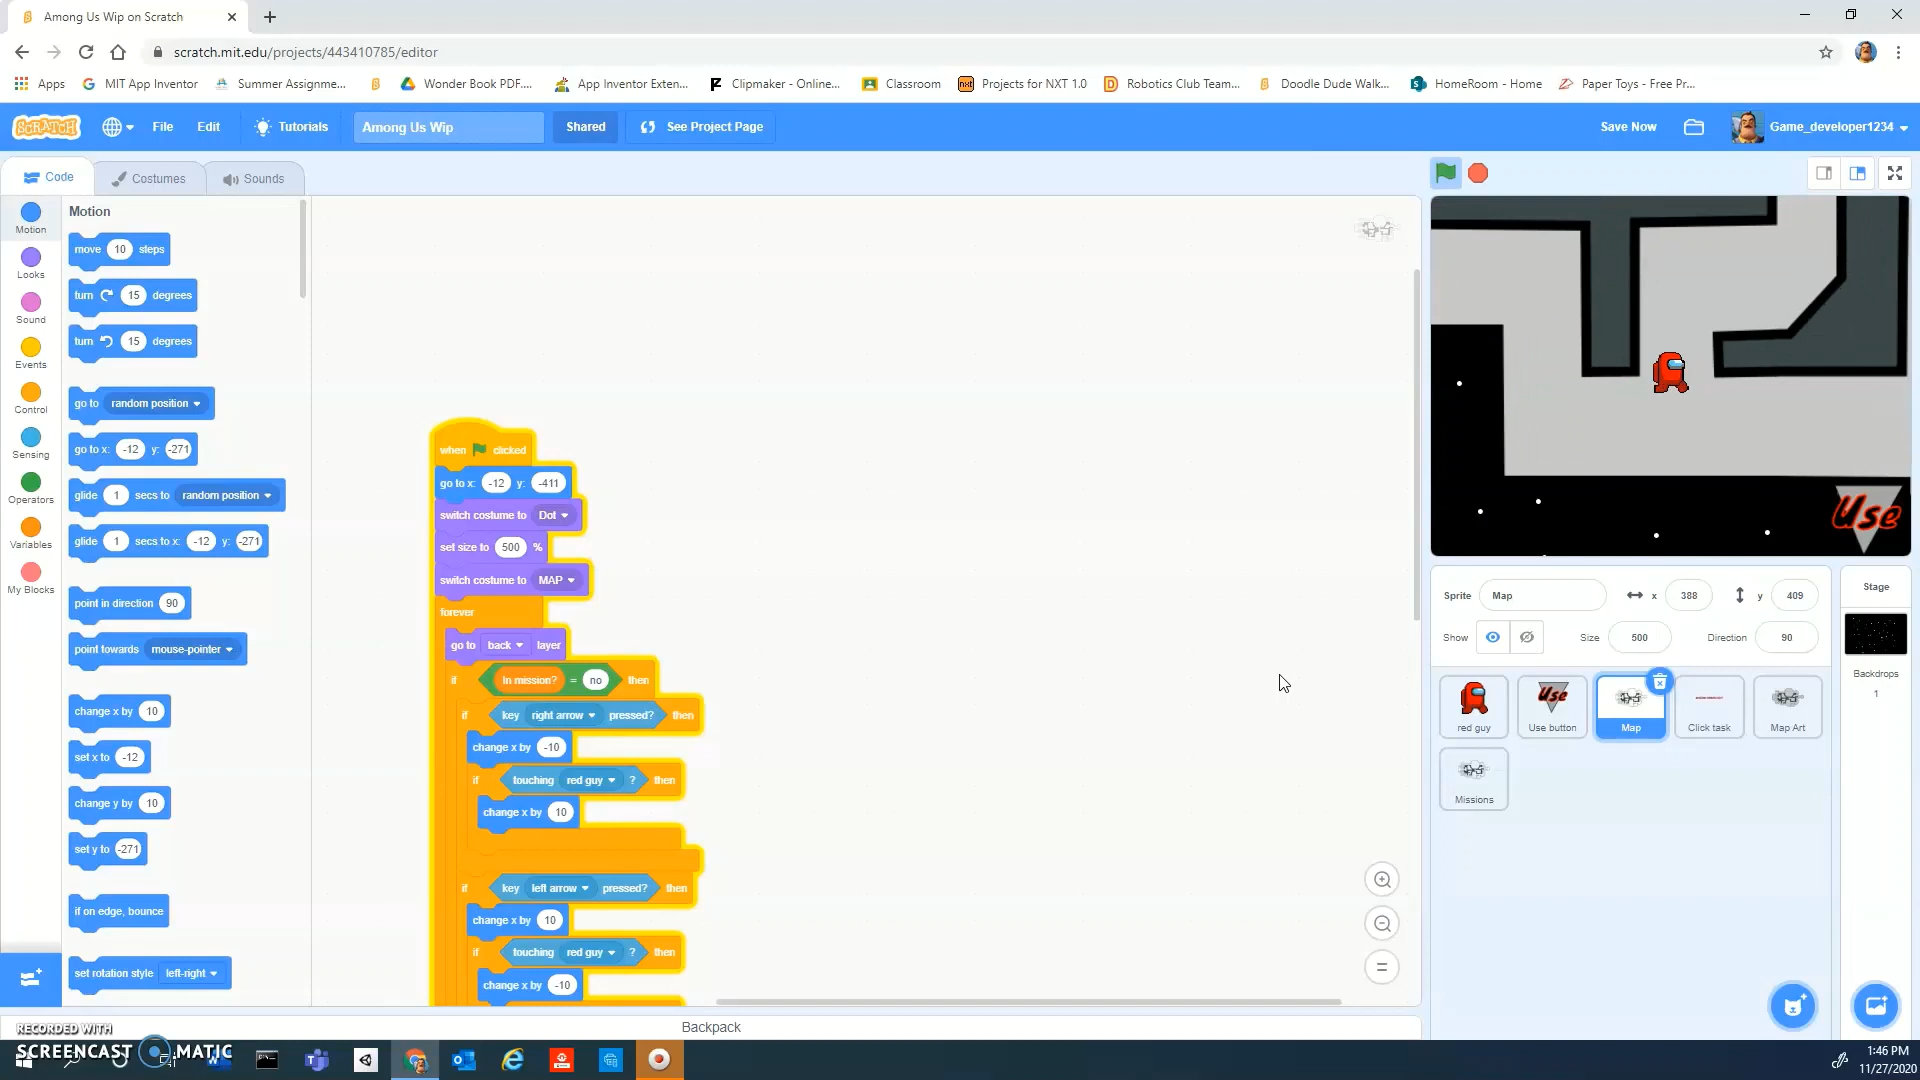 Among Us Wip on Scratch
scratch.mit.edu/projects/443410785/editor
Apps MIT App Inventor Summer Assignme... Wonder Book PDF.... App Inventor Exten... Clipmaker - Online... Classroom Projects for NXT 1.0 Robotics Club Team... Doodle Dude Walk... HomeRoom - Home Paper Toys - Free Pr...
SCRATCH File Edit Tutorials Among Us Wip Shared See Project Page Save Now Game_developer1234
Code Costumes Sounds
Motion
Looks
Sound
Events
Control
Sensing
Operators
Variables
My Blocks
Motion
move 10 steps
turn 15 degrees
turn 15 degrees
go to random position
go to x: -12 y: -271
glide 1 secs to random position
glide 1 secs to x: -12 y: -271
point in direction 90
point towards mouse-pointer
change x by 10
set x to -12
change y by 10
set y to -271
if on edge, bounce
set rotation style left-right
when clicked
go to x: -12 y: -411
switch costume to Dot
set size to 500 %
switch costume to MAP
forever
go to back layer
if In mission? = no then
if key right arrow pressed? then
change x by -10
if touching red guy ? then
change x by 10
if key left arrow pressed? then
change x by 10
if touching red guy ? then
change x by -10
Use
Sprite Map x 388 y 409
Show Size 500 Direction 90
Use
red guy Use button Map Click task Map Art
Missions
Stage
Backdrops
1
Backpack
RECORDED WITH
SCREENCAST MATIC
1:46 PM
11/27/2020